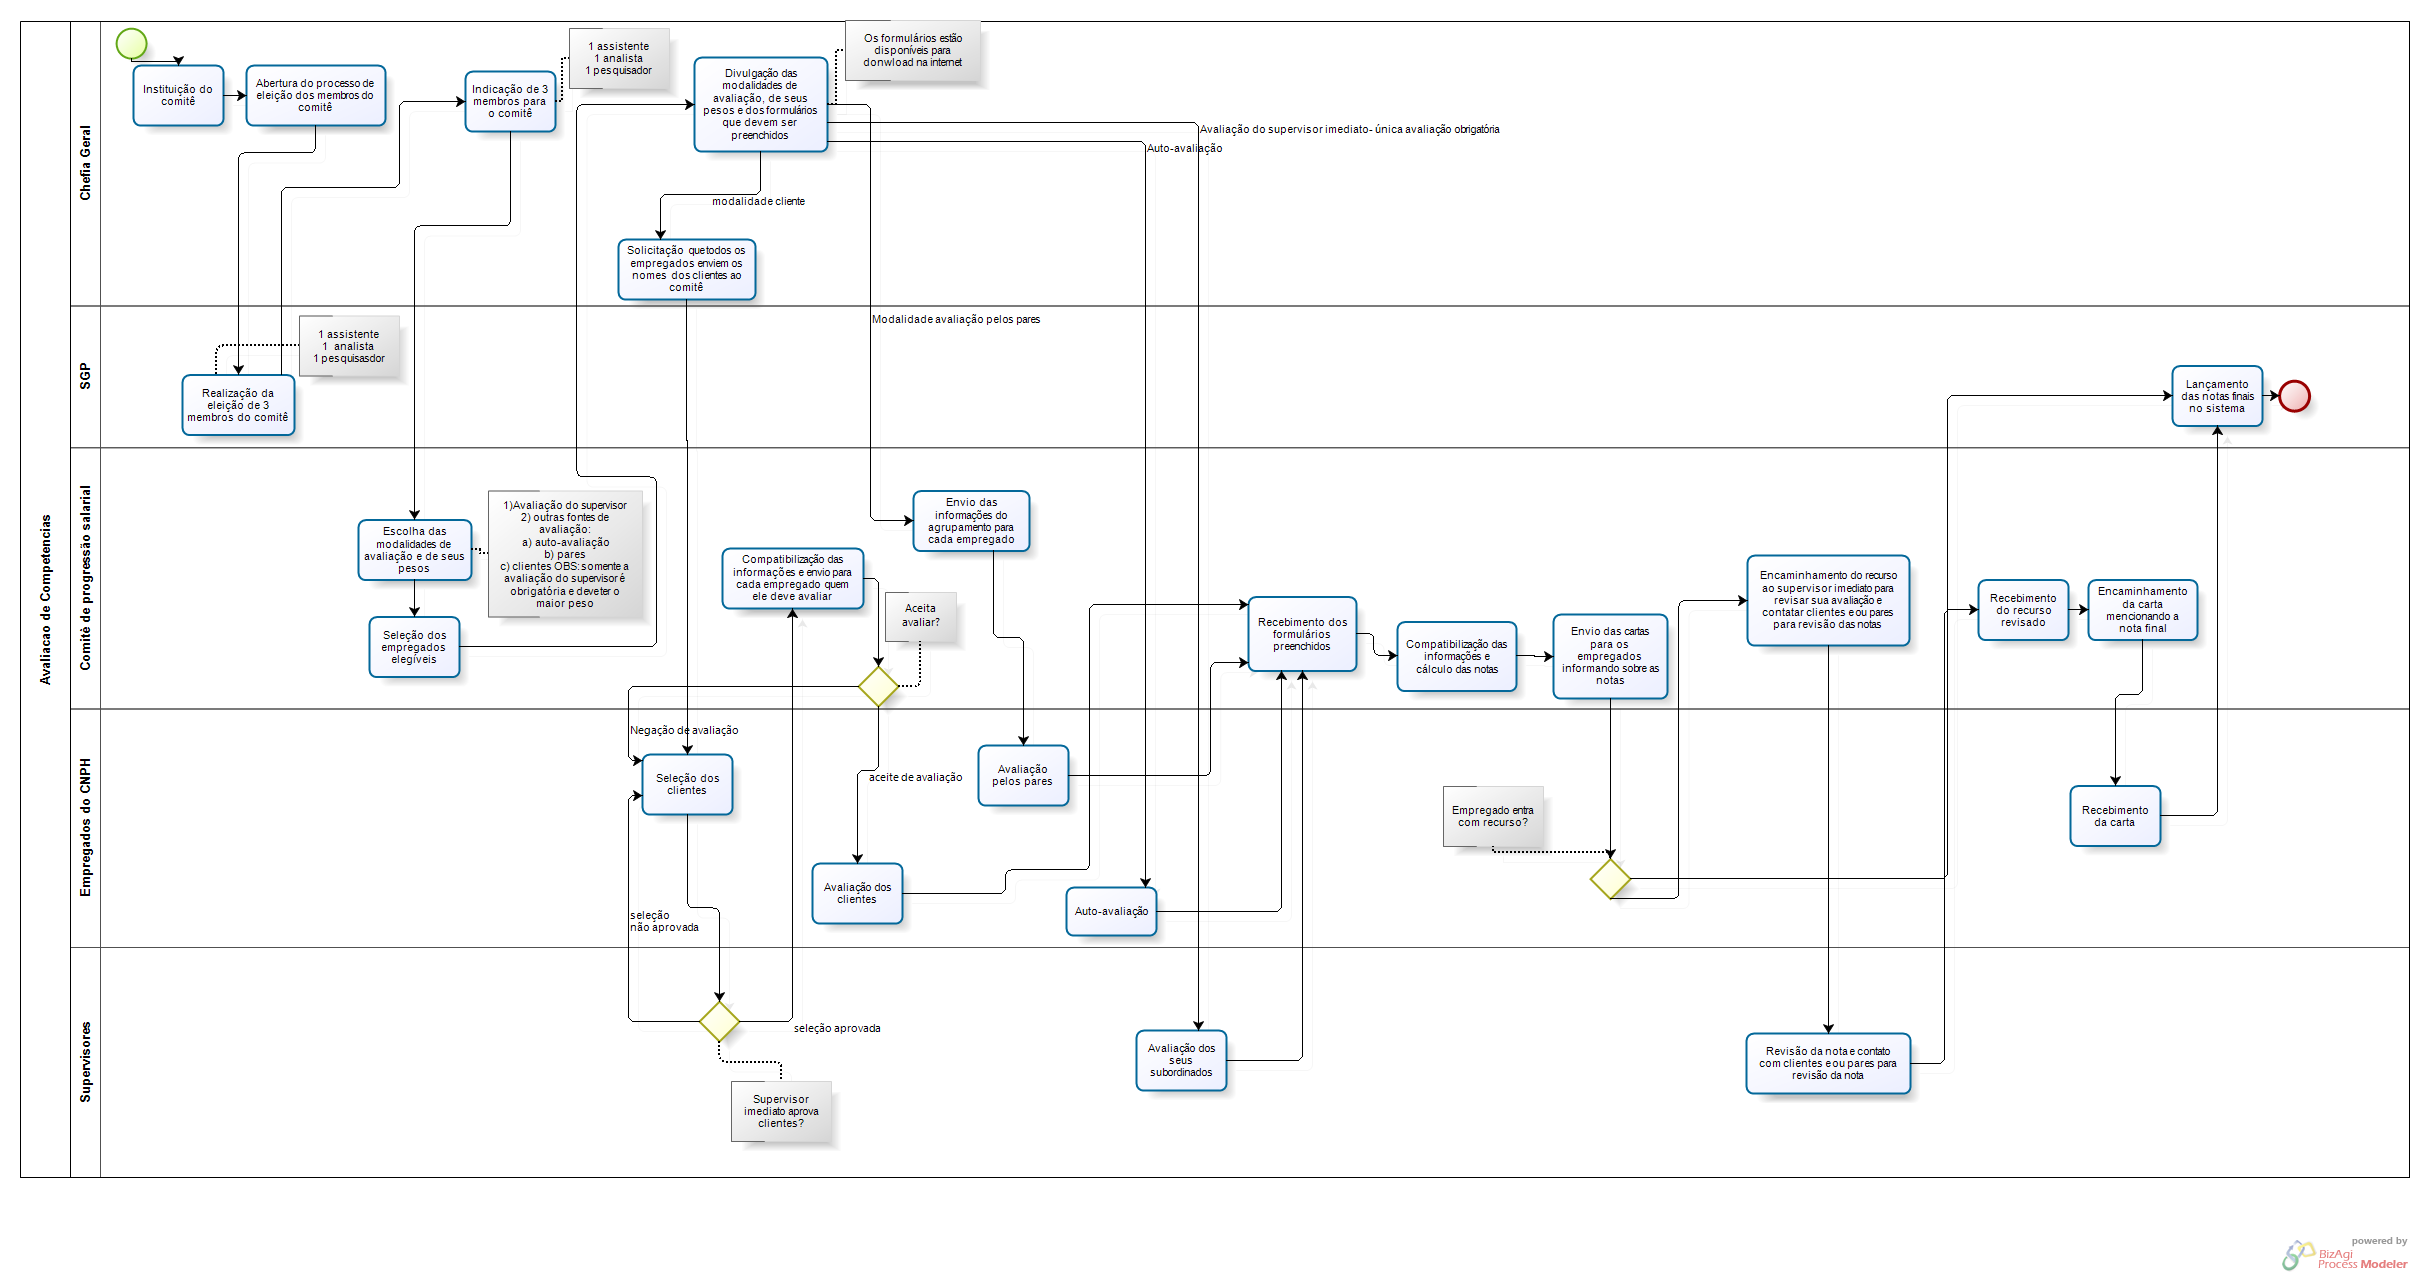 Avaliacao de Competencias
Chefia Geral
Instituição do
comitê
Abertura do processo de
eleição dos membros do
comitê
Indicação de 3
membros para
o comitê
1 assistente
1 analista
1 pesquisador
Divulgação das
modalidades de
avaliação, de seus
pesos e dos formulários
que devem ser
preenchidos
Os formulários estão
disponíveis para
donwload na internet
Avaliação do supervisor imediato- única avaliação obrigatória
Auto-avaliação
modalidade cliente
Solicitação que todos os
empregados enviem os
nomes dos clientes ao
comitê
SGP
Modalidade avaliação pelos pares
1 assistente
1 analista
1 pesquisasdor
Realização da
eleição de 3
membros do comitê
Lançamento
das notas finais
no sistema
Comitê de preogressão salarial
Escolha das
modalidades de
avaliação e de seus
pesos
1)Avaliação do supervisor
2) outras fontes de
avaliação:
a) auto-avaliação
b) pares
c) clientes OBS: somente a
avaliação do supervisor é
obrigatória e deve ter o
maior peso
Seleção dos
empregados
elegíveis
Compatibilização das
informações e envio para
cada empregado quem
ele deve avaliar
Aceita
avaliar?
Envio das
informações do
agrupamento para
cada empregado
Recebimento dos
formulários
preenchidos
Compatibilização das
informações e
cálculo das notas
Envio das cartas
para os
empregados
informando sobre as
notas
Encaminhamento do recurso
ao supervisor imediato para
revisar sua avaliação e
contatar clientes e ou pares
para revisão das notas
Recebimento
do recurso
revisado
Encaminhamento
da carta
mencionando a
nota final
Empregados do CNPH
Negação de avaliação
Seleção dos
clientes
aceite de avaliação
Avaliação
pelos pares
Avaliação dos
clientes
Auto-avaliação
seleção
não aprovada
Empregado entra
com recurso?
Recebimento
da carta
Supervisores
seleção aprovada
Supervisor
imediato aprova
clientes?
Avaliação dos
seus
subordinados
Revisão da nota e contato
com clientes e ou pares para
revisão da nota
powered by
BizAgi
Process Modeler